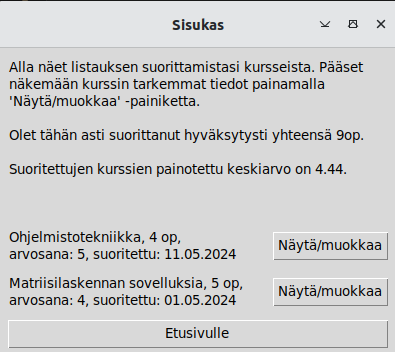 Sisukas
Alla näet listauksen suorittamistasi kursseista. Pääset
näkemään kurssin tarkemmat tiedot painamalla
'Näytä/muokkaa' -painiketta.
Olet tähän asti suorittanut hyväksytysti yhteensä 9op.
Suoritettujen kurssien painotettu keskiarvo on 4.44.
Ohjelmistotekniikka, 4 op,
arvosana: 5, suoritettu: 11.05.2024
Näytä/muokkaa
Matriisilaskennan sovelluksia, 5 op,
arvosana: 4, suoritettu: 01.05.2024
Näytä/muokkaa
Etusivulle